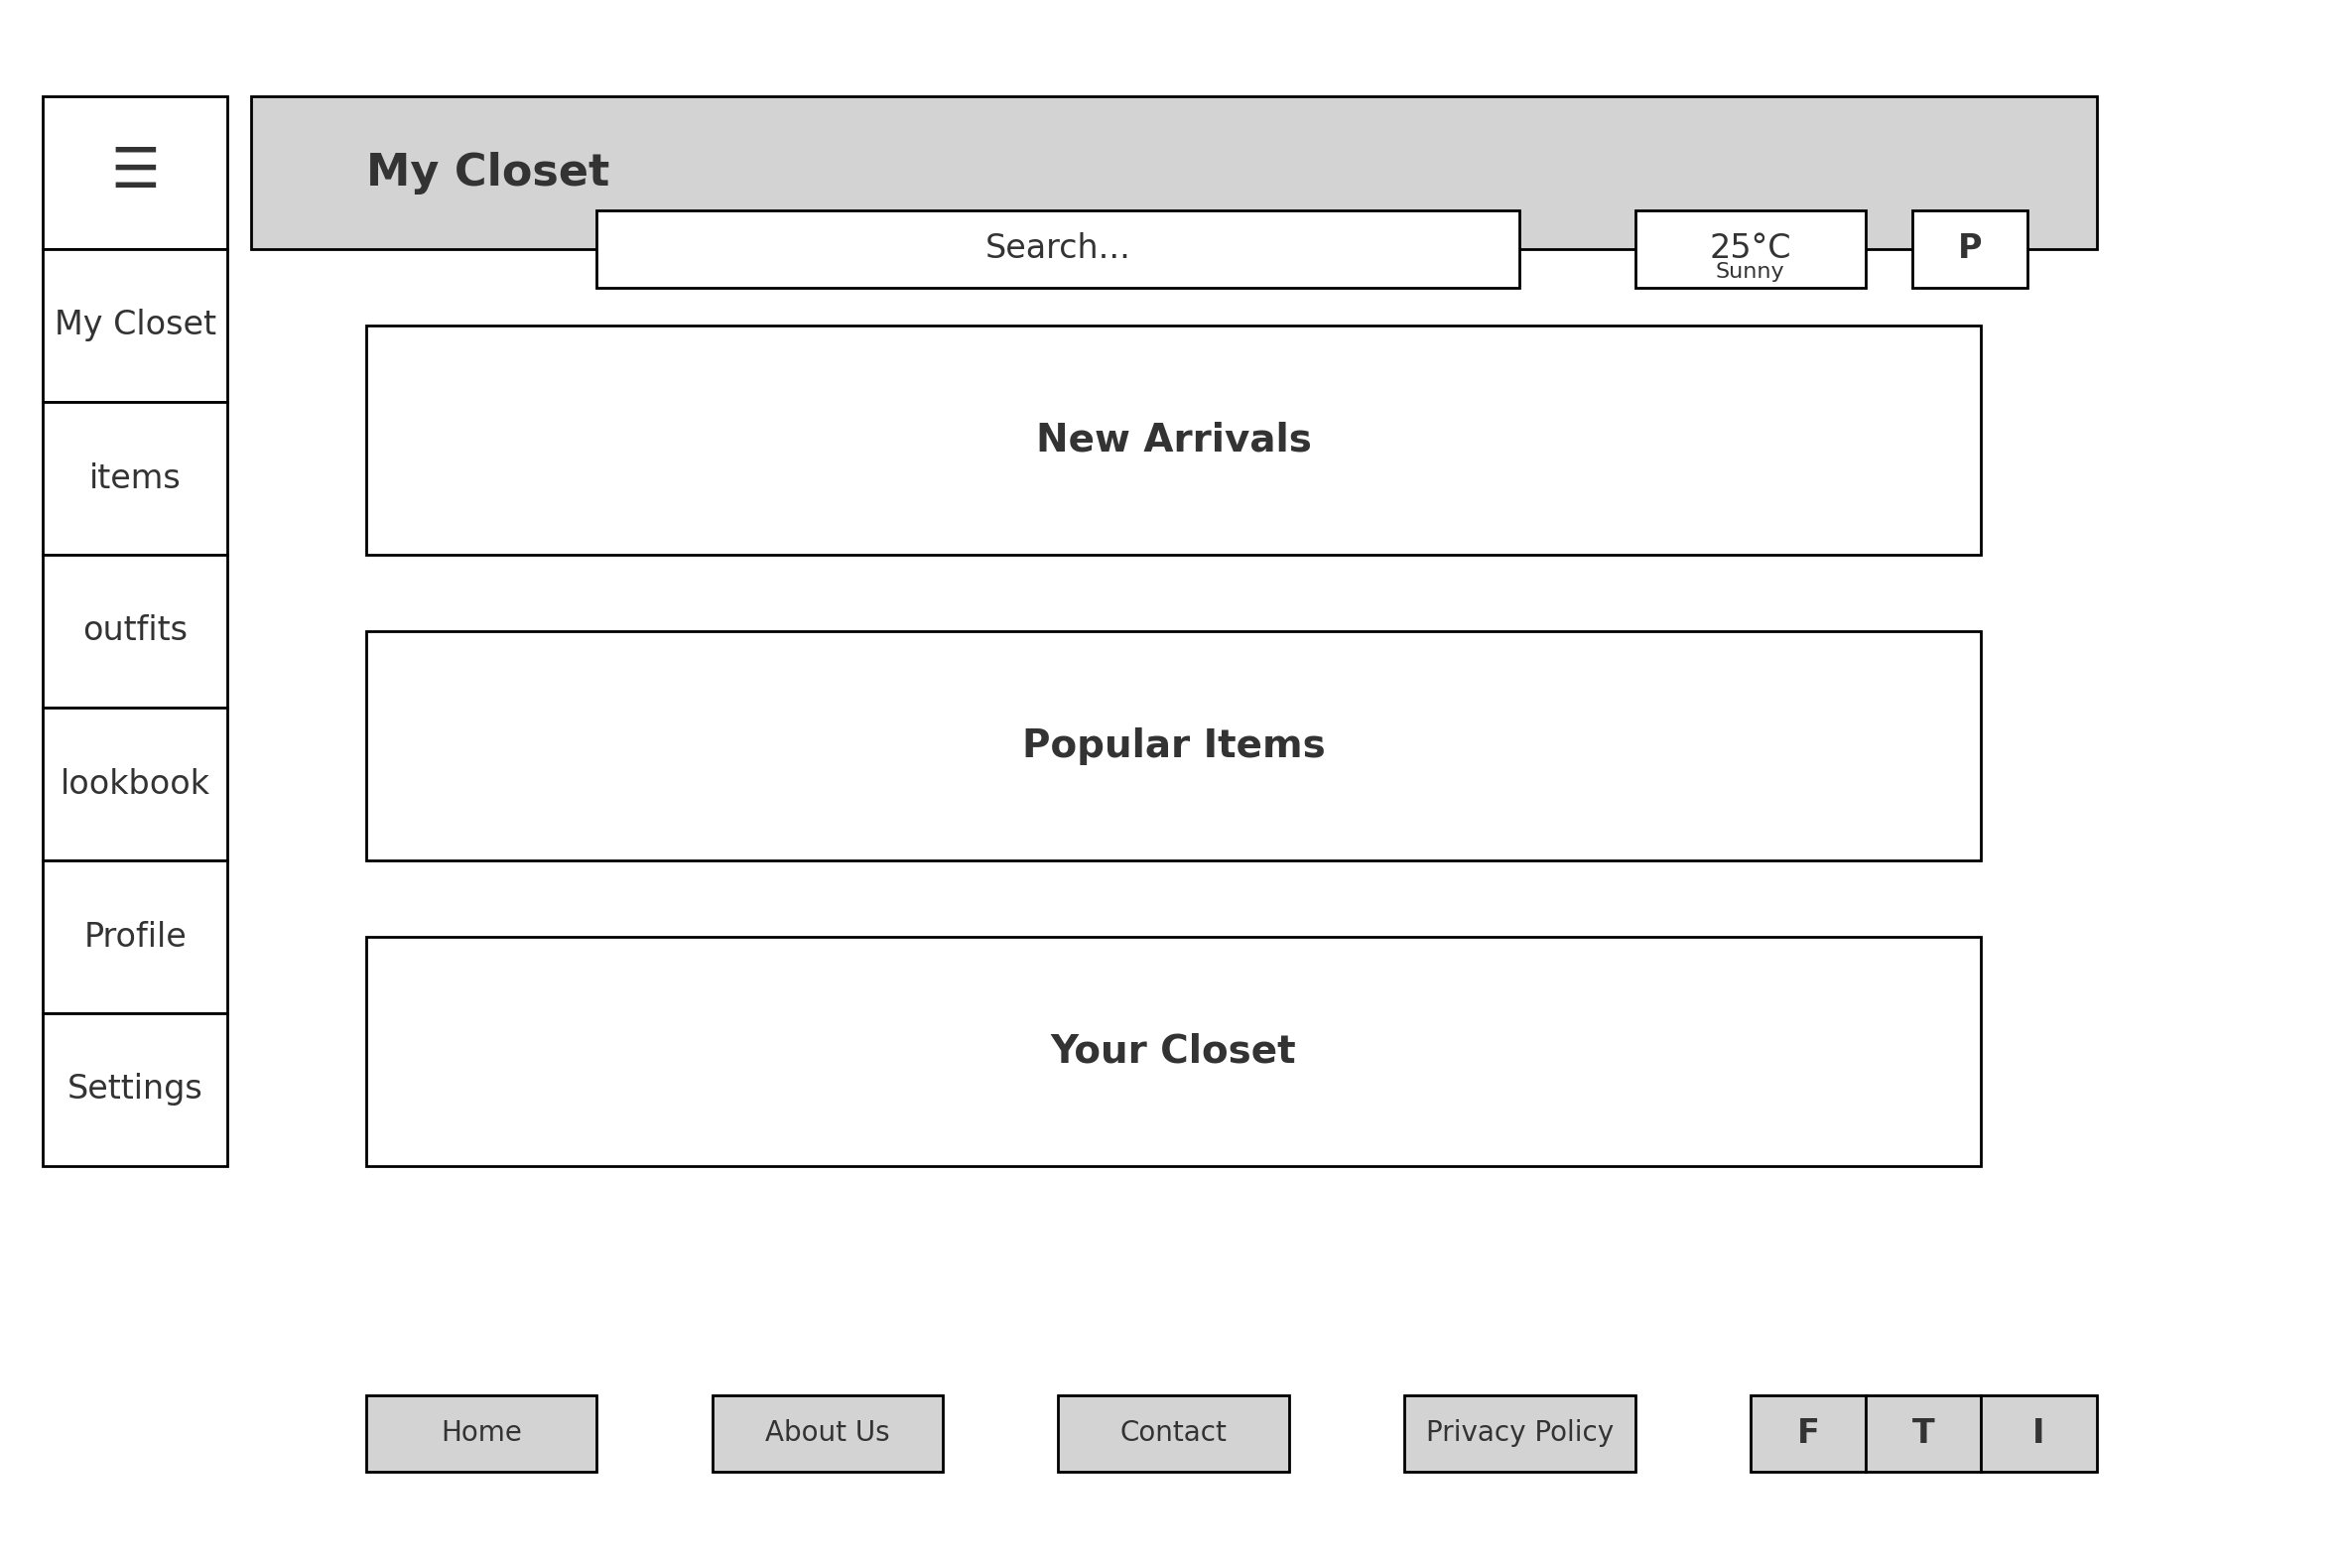 ☰
My Closet
Search...
25°C
Sunny
P
My Closet
items
outfits
lookbook
Profile
Settings
New Arrivals
Popular Items
Your Closet
Home
About Us
Contact
Privacy Policy
F
T
I